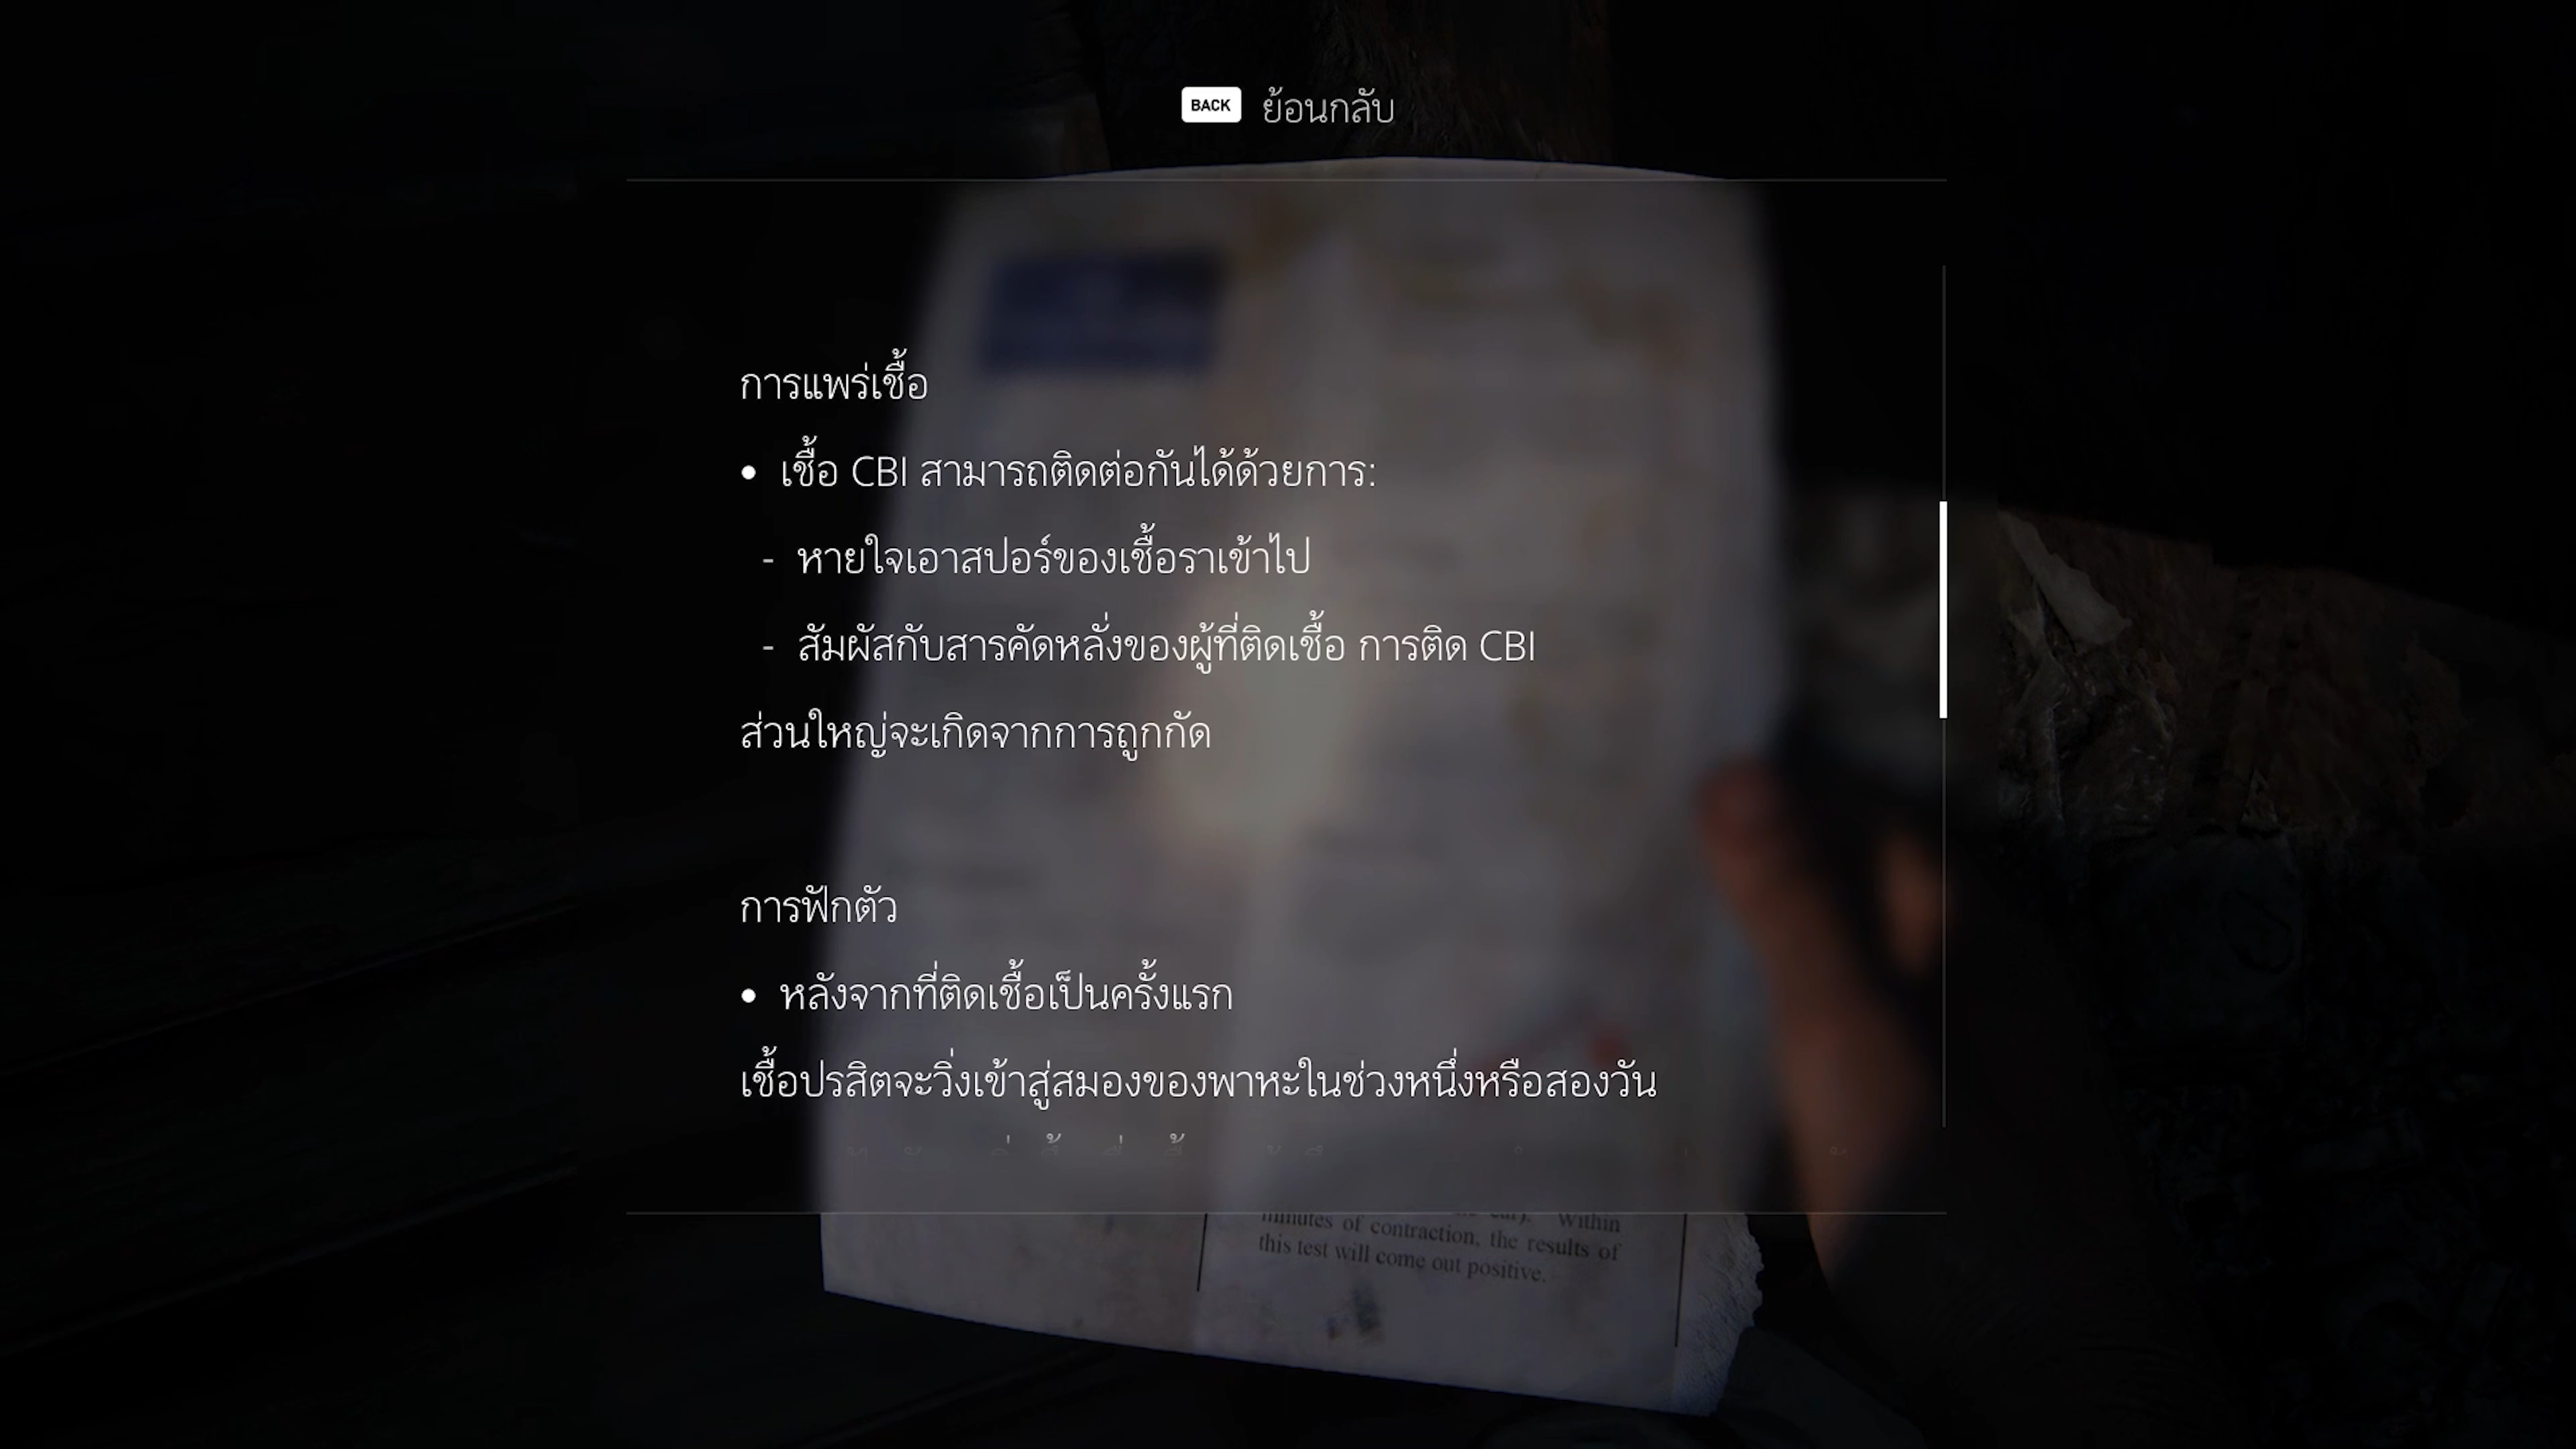 BACK ย้อนกลับ
การแพร่เชื้อ
• เชื้อ CBI สามารถติดต่อกันได้ด้วยการ:
- หายใจเอาสปอร์ของเชื้อราเข้าไป
- สัมผัสกับสารคัดหลั่งของผู้ที่ติดเชื้อ การติด CBI
ส่วนใหญ่จะเกิดจากการถูกกัด
การฟักตัว
• หลังจากที่ติดเชื้อเป็นครั้งแรก
เชื้อปรสิตจะวิ่งเข้าสู่สมองของพาหะในช่วงหนึ่งหรือสองวัน
Within
minutes of contraction, the results of
this test will come out positive.